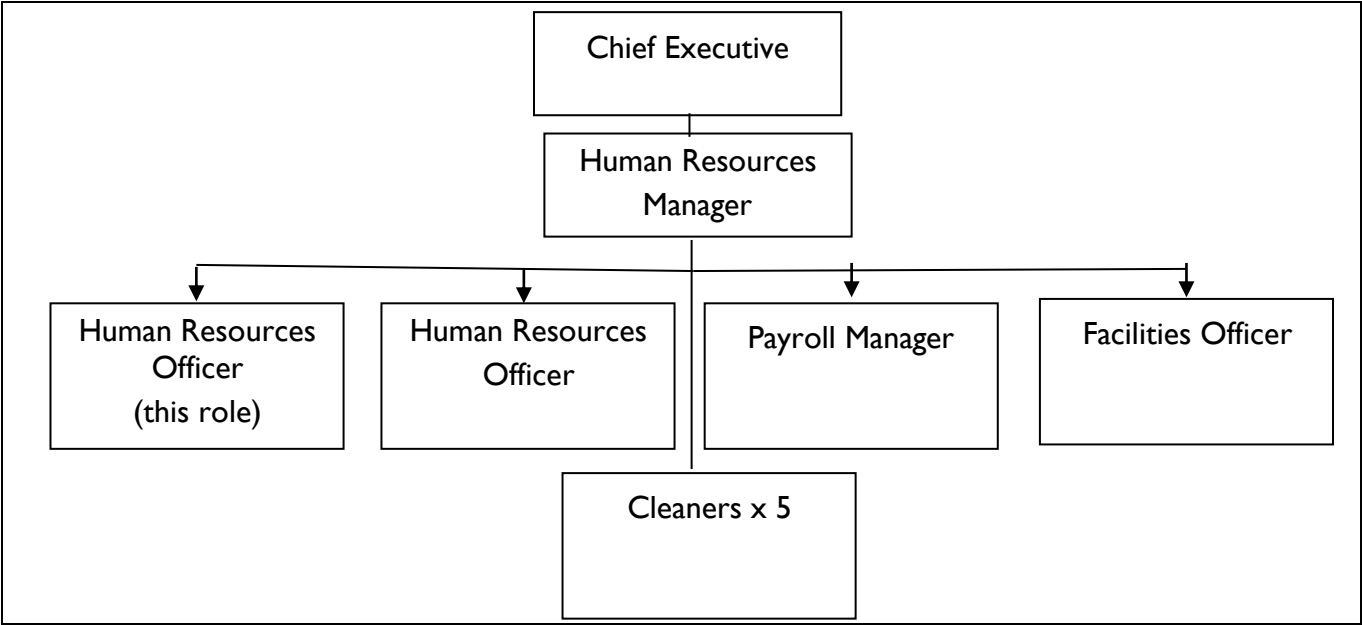 Chief Executive
Human Resources
Manager
Human Resources
Officer
(this role)
Human Resources
Officer
Payroll Manager
Facilities Officer
Cleaners x 5